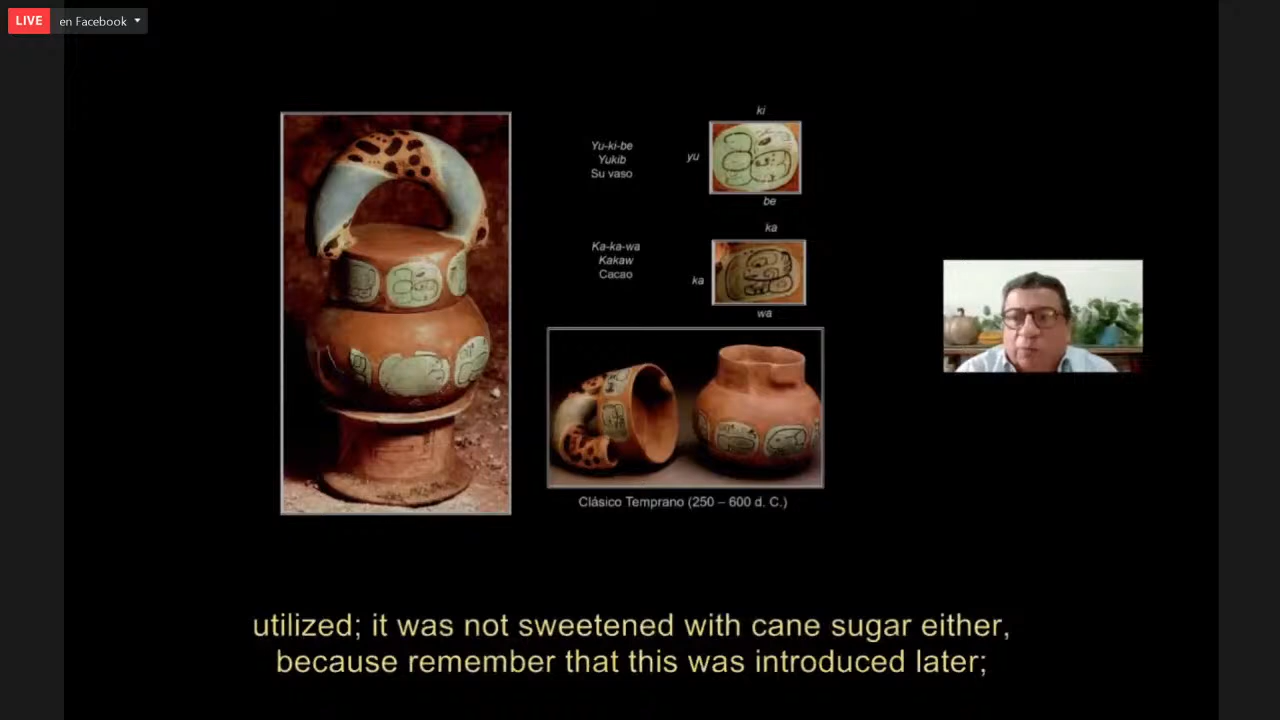 LIVE en Facebook
ki
Yu-ki-be
Yukib
Su vaso
yu
be
ka
Ka-ka-wa
Kakaw
Cacao
ka
wa
Clásico Temprano (250 – 600 d. C.)
utilized; it was not sweetened with cane sugar either,
because remember that this was introduced later;